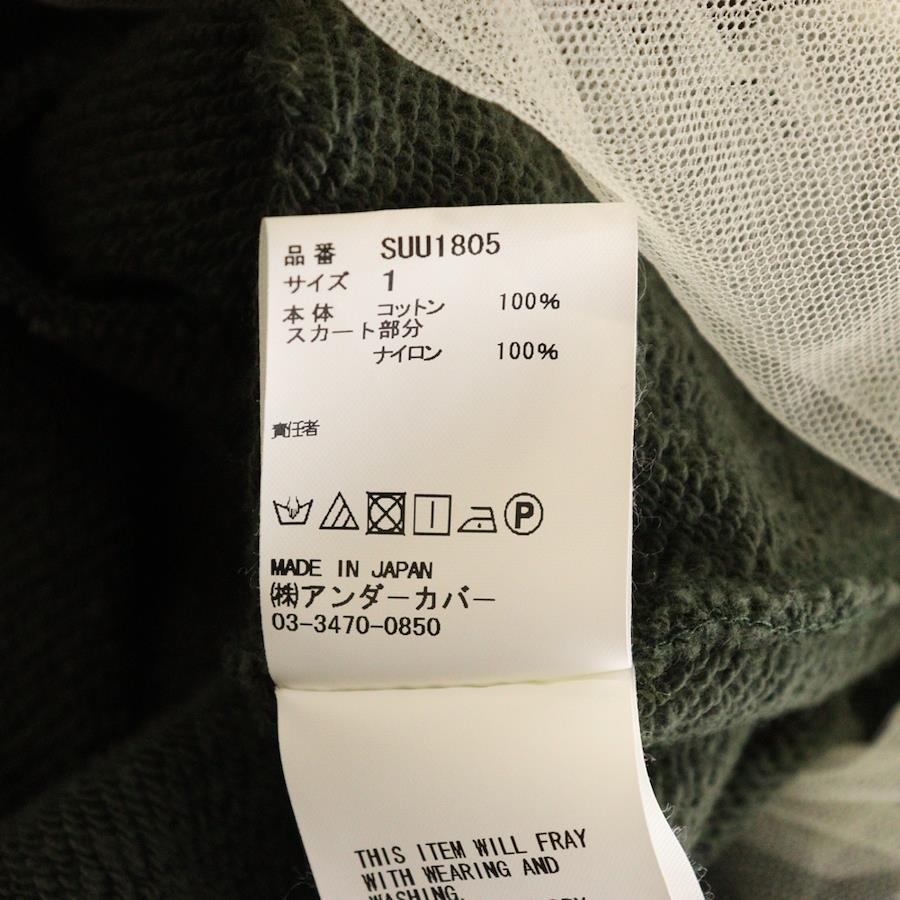 品番 SUU1805
サイズ 1
本体 コットン 100%
スカート部分
ナイロン 100%
責任者
P
MADE IN JAPAN
㈱アンダーカバー
03-3470-0850
THIS ITEM WILL FRAY
WITH WEARING AND
WASHING.